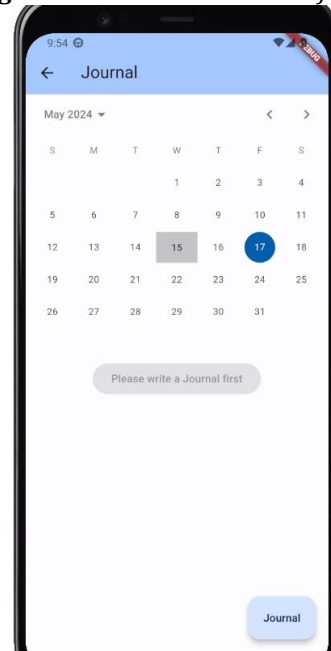 9:54
DEBUG
Journal
May 2024
S M T W T F S
1 2 3 4
5 6 7 8 9 10 11
12 13 14 15 16 17 18
19 20 21 22 23 24 25
26 27 28 29 30 31
Please write a Journal first
Journal